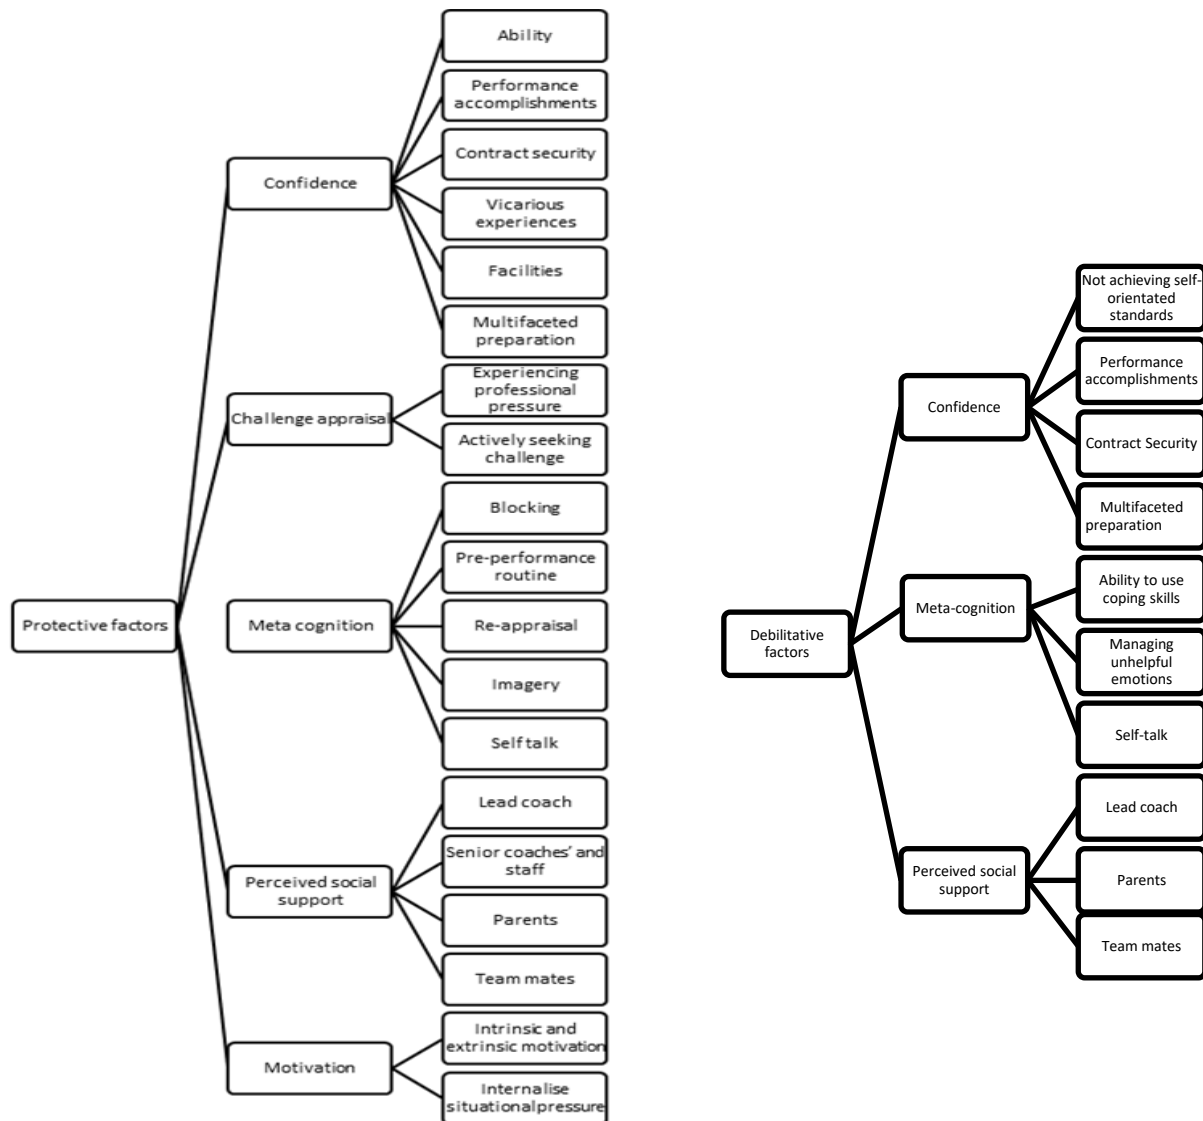 Protective factors
Confidence
Ability
Performance
accomplishments
Contract security
Vicarious
experiences
Facilities
Multifaceted
preparation
Challenge appraisal
Experiencing
professional
pressure
Actively seeking
challenge
Meta cognition
Blocking
Pre-performance
routine
Re-appraisal
Imagery
Self talk
Perceived social
support
Lead coach
Senior coaches' and
staff
Parents
Team mates
Motivation
Intrinsic and
extrinsic motivation
Internalise
situational pressure
Debilitative
factors
Confidence
Not achieving self-
orientated
standards
Performance
accomplishments
Contract Security
Multifaceted
preparation
Meta-cognition
Ability to use
coping skills
Managing
unhelpful
emotions
Self-talk
Perceived social
support
Lead coach
Parents
Team mates